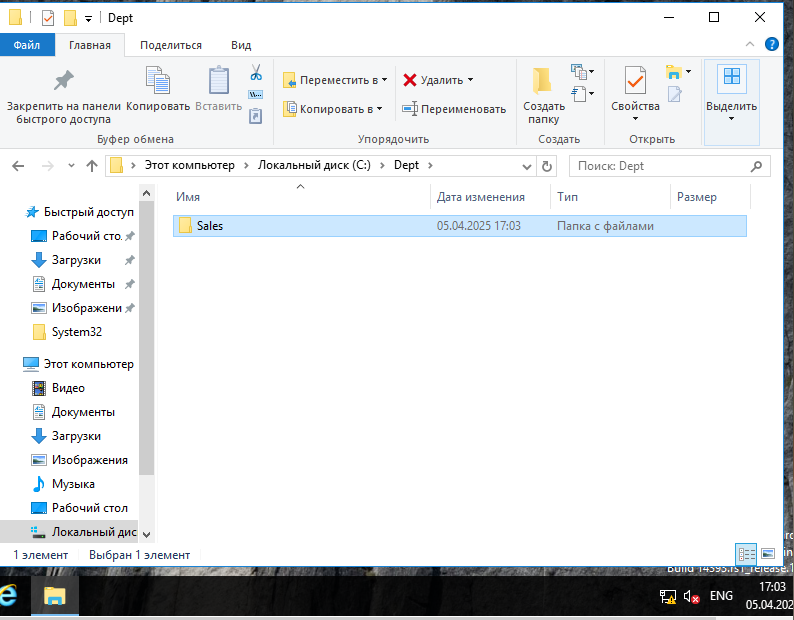 Dept
Файл Главная Поделиться Вид
Закрепить на панели быстрого доступа
Копировать
Вставить
Переместить в
Копировать в
Удалить
Переименовать
Создать папку
Свойства
Выделить
Буфер обмена Упорядочить Создать Открыть
Этот компьютер Локальный диск (C:) Dept
Поиск: Dept
Имя Дата изменения Тип Размер
Sales 05.04.2025 17:03 Папка с файлами
Быстрый доступ
Рабочий сто.
Загрузки
Документы
Изображени
System32
Этот компьютер
Видео
Документы
Загрузки
Изображения
Музыка
Рабочий стол
Локальный дис
1 элемент Выбран 1 элемент
Build 14393.rs1_release.1
ENG
17:03
05.04.202